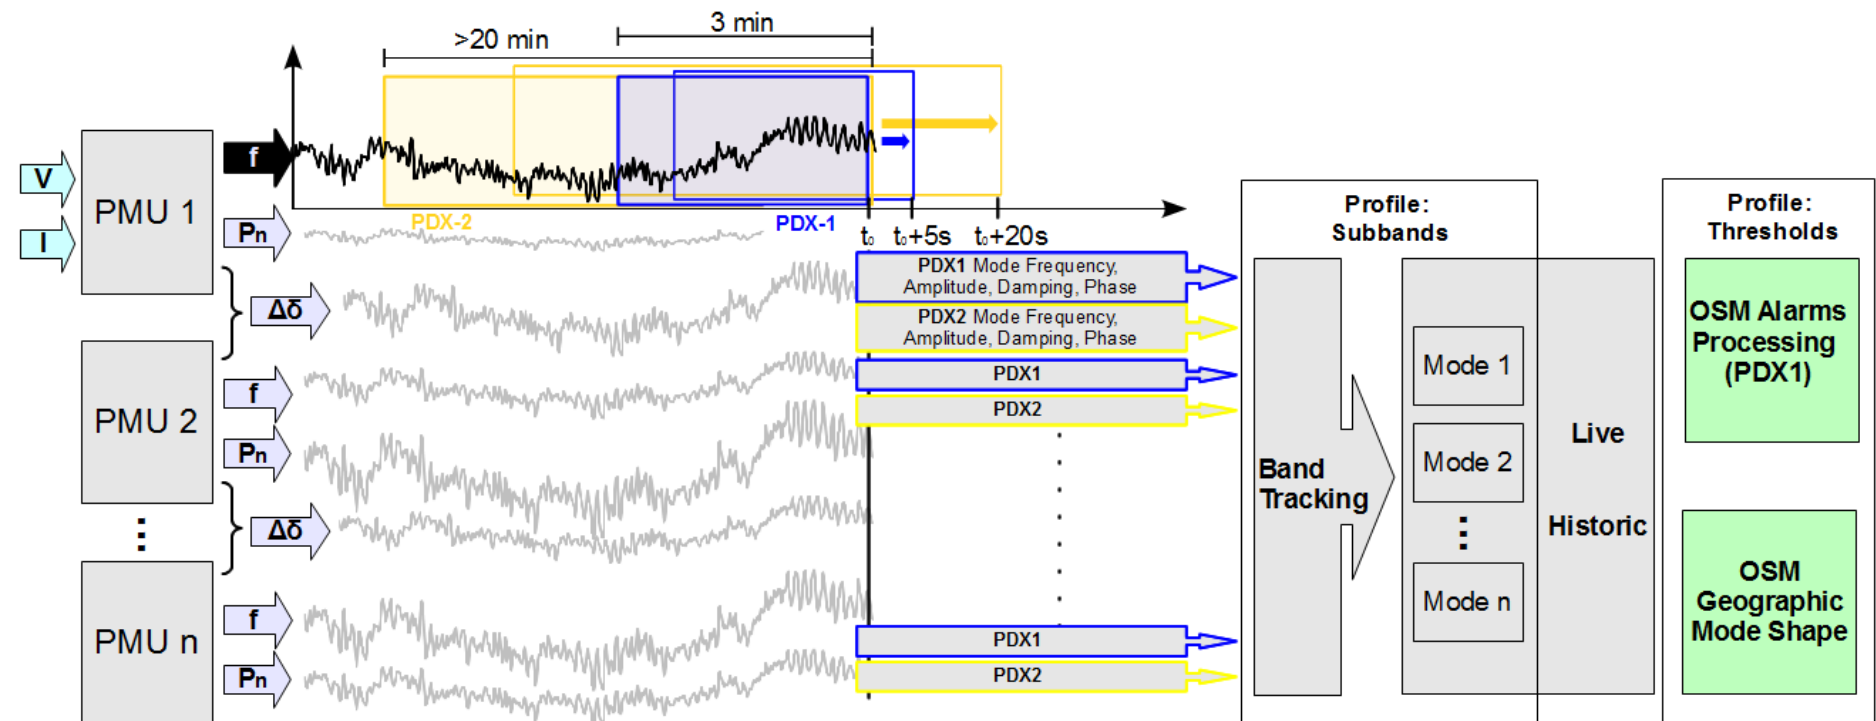 3 min
>20 min
V
I
PMU 1
f
Pn
PDX-2
PDX-1
t₀
t₀+5s
t₀+20s
Δδ
PDX1 Mode Frequency,
Amplitude, Damping, Phase
PDX2 Mode Frequency,
Amplitude, Damping, Phase
PMU 2
f
Pn
PDX1
PDX2
Δδ
PMU n
f
Pn
PDX1
PDX2
Profile:
Subbands
Band
Tracking
Mode 1
Mode 2
Mode n
Live
Historic
Profile:
Thresholds
OSM Alarms
Processing
(PDX1)
OSM
Geographic
Mode Shape